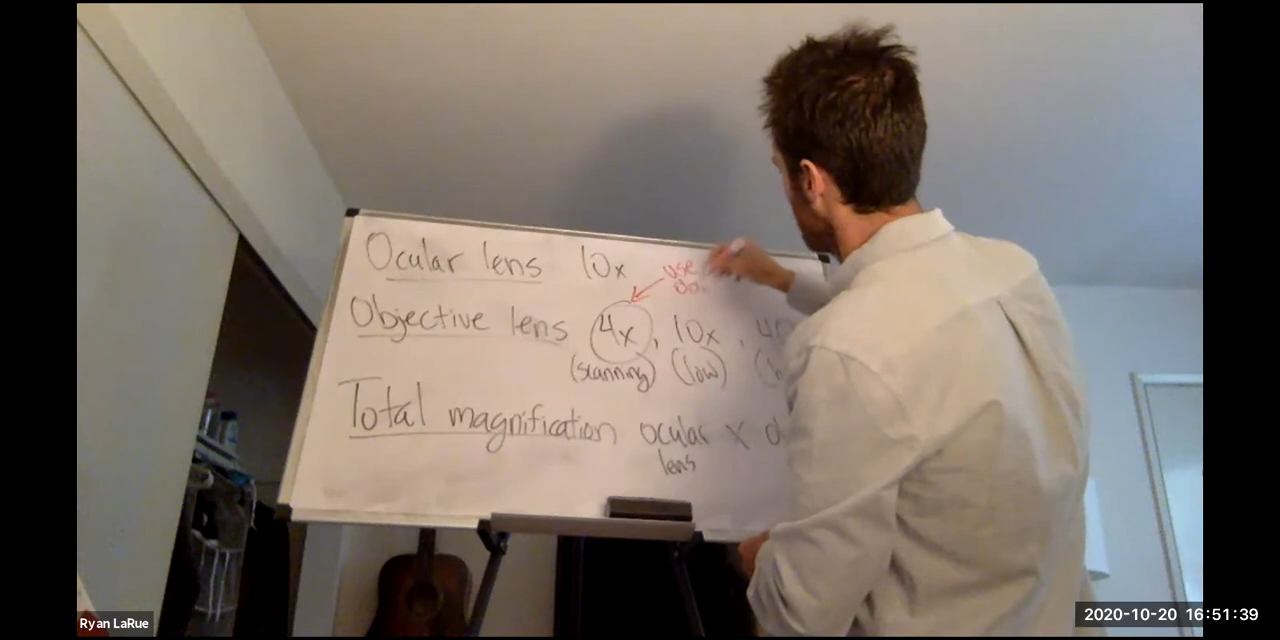 Ocular lens 10x
use
Objective lens 4x, 10x, 40
(scanning) (low)
Total magnification ocular x
lens
Ryan LaRue
2020-10-20 16:51:39